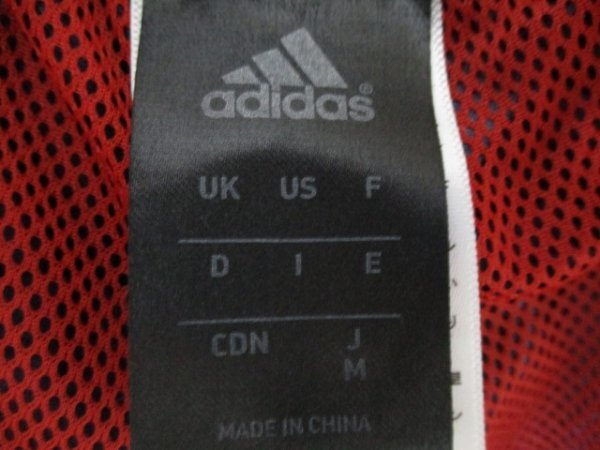 adidas
UK US F
D I E
CDN J
M
MADE IN CHINA